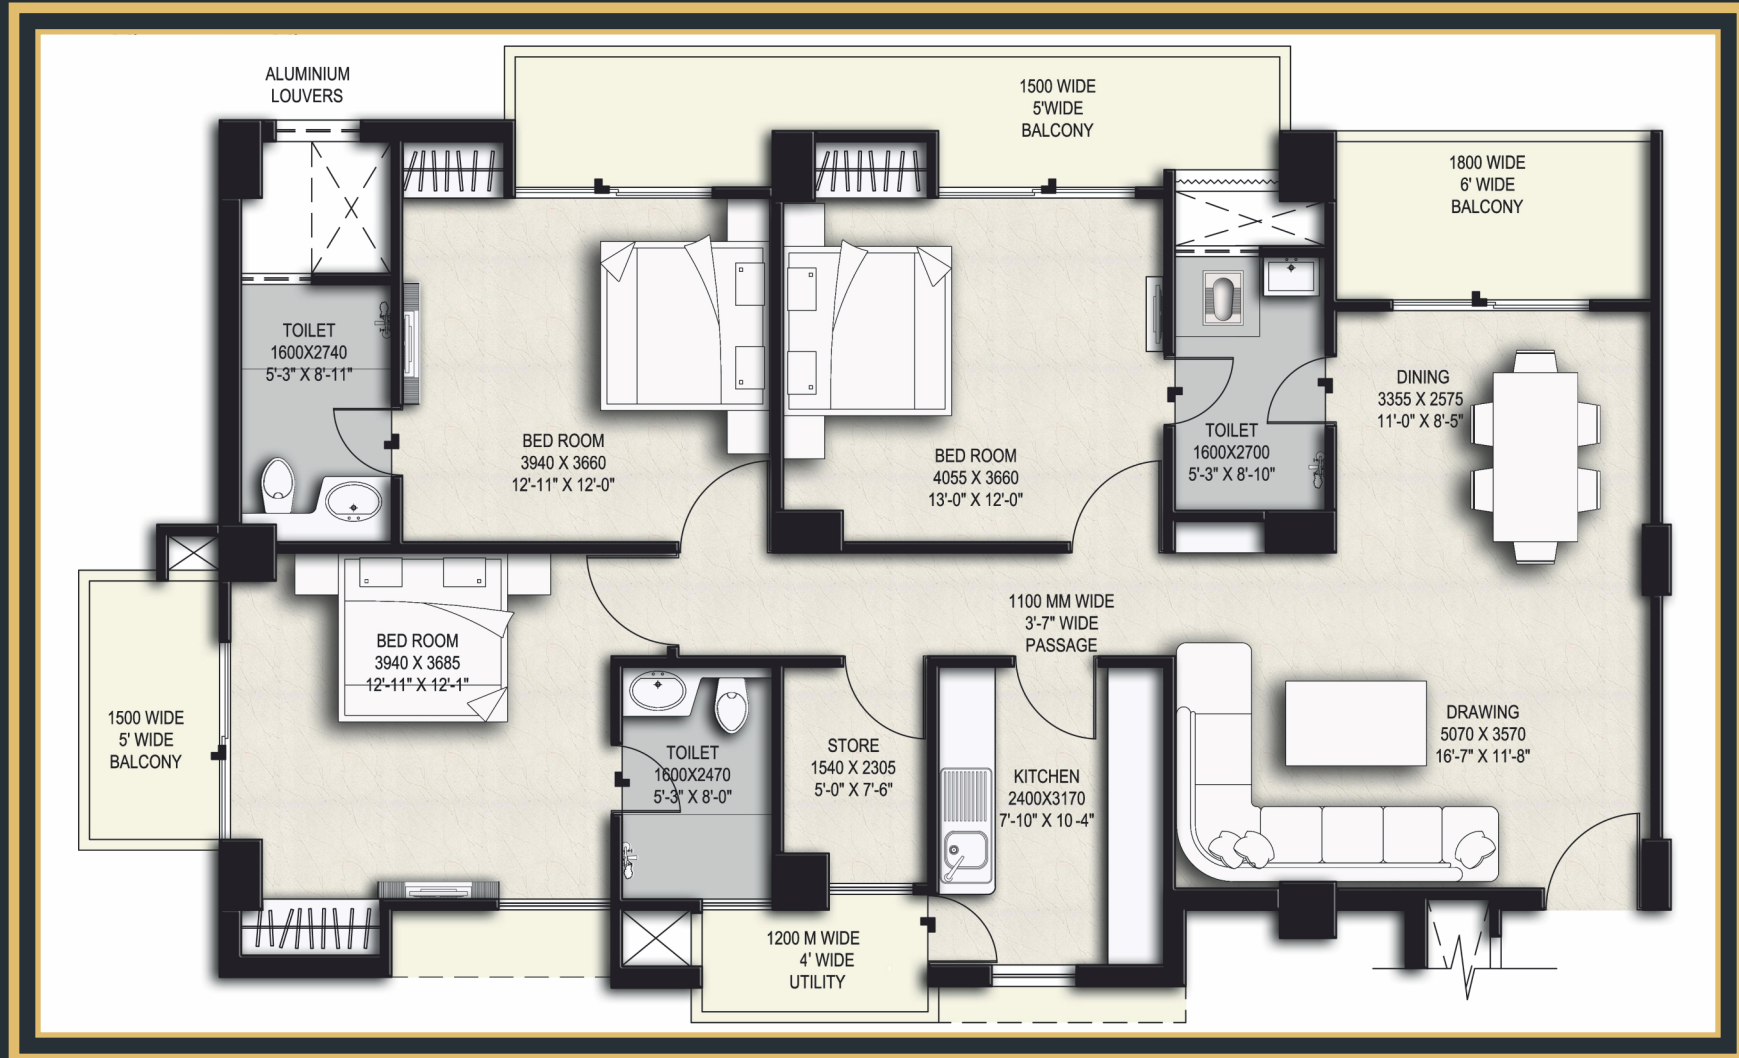 ALUMINIUM
LOUVERS
1500 WIDE
5'WIDE
BALCONY
1800 WIDE
6' WIDE
BALCONY
TOILET
1600X2740
5'-3" X 8'-11"
BED ROOM
3940 X 3660
12'-11" X 12'-0"
BED ROOM
4055 X 3660
13'-0" X 12'-0"
TOILET
1600X2700
5'-3" X 8'-10"
DINING
3355 X 2575
11'-0" X 8'-5"
BED ROOM
3940 X 3685
12'-11" X 12'-1"
1100 MM WIDE
3'-7" WIDE
PASSAGE
1500 WIDE
5' WIDE
BALCONY
TOILET
1600X2470
5'-3" X 8'-0"
STORE
1540 X 2305
5'-0" X 7'-6"
KITCHEN
2400X3170
7'-10" X 10 -4"
DRAWING
5070 X 3570
16'-7" X 11'-8"
1200 M WIDE
4' WIDE
UTILITY